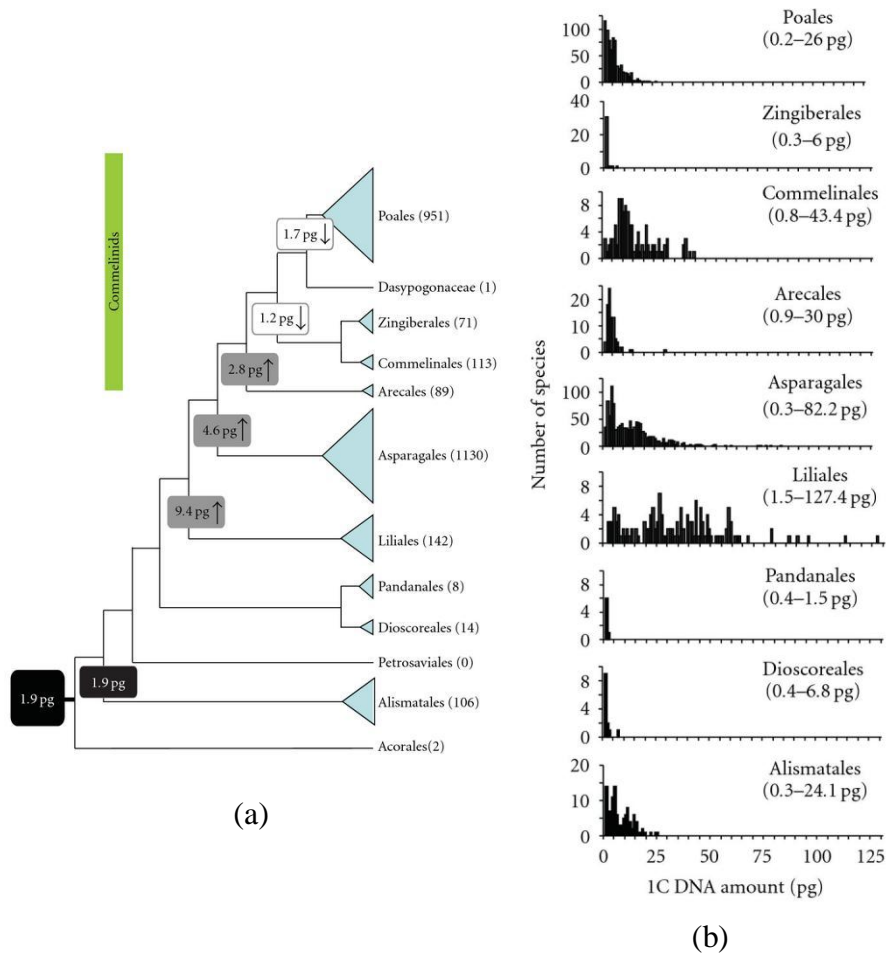 Commelinids
Poales (951)
1.7 pg ↓
Dasypogonaceae (1)
1.2 pg ↓
Zingiberales (71)
Commelinales (113)
2.8 pg ↑
Arecales (89)
4.6 pg ↑
Asparagales (1130)
9.4 pg ↑
Liliales (142)
Pandanales (8)
Dioscoreales (14)
Petrosaviales (0)
1.9 pg
1.9 pg
Alismatales (106)
Acorales(2)
(a)
Number of species
Poales
(0.2–26 pg)
100
50
0
Zingiberales
(0.3–6 pg)
40
20
0
Commelinales
(0.8–43.4 pg)
8
4
0
Arecales
(0.9–30 pg)
20
10
0
Asparagales
(0.3–82.2 pg)
100
50
0
Liliales
(1.5–127.4 pg)
8
4
0
Pandanales
(0.4–1.5 pg)
8
4
0
Dioscoreales
(0.4–6.8 pg)
8
4
0
Alismatales
(0.3–24.1 pg)
20
10
0
0 25 50 75 100 125
1C DNA amount (pg)
(b)